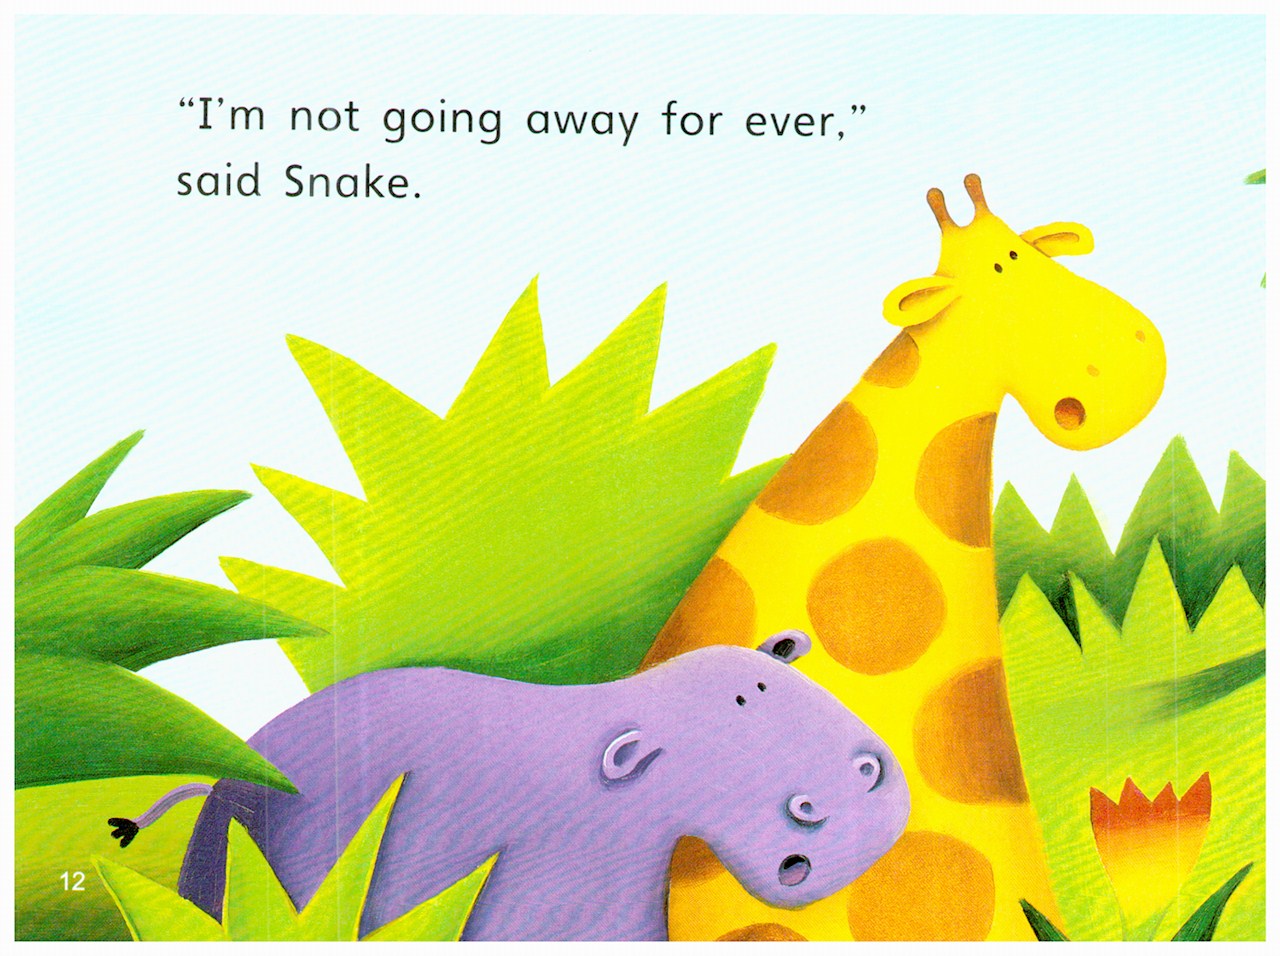 “I’m not going away for ever,”
said Snake.
12